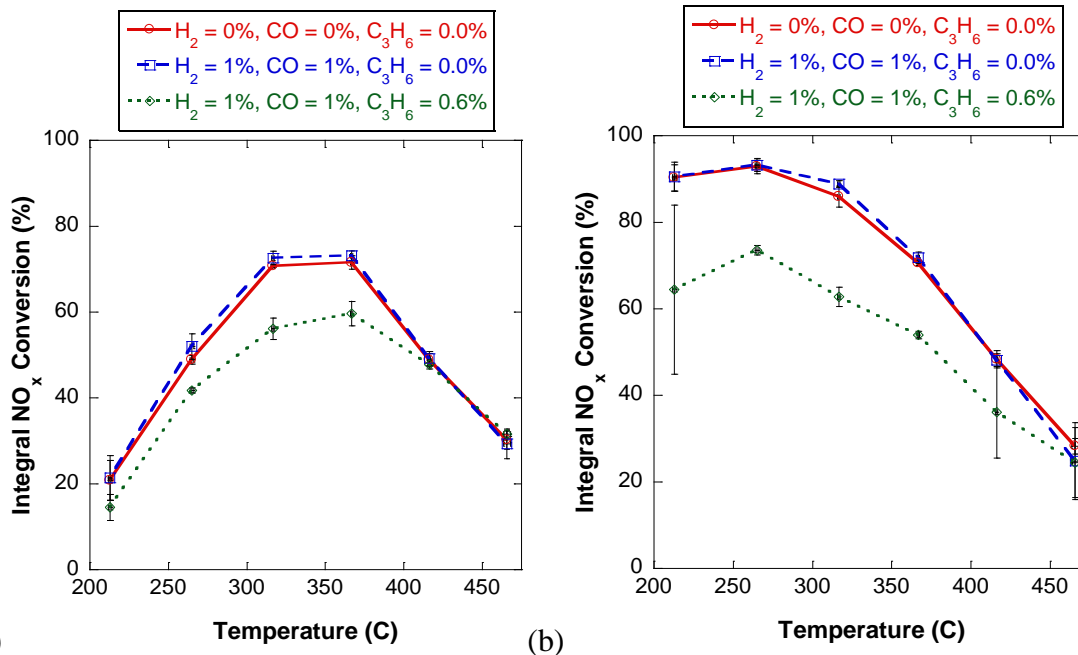 H2 = 0%, CO = 0%, C3H6 = 0.0%
H2 = 1%, CO = 1%, C3H6 = 0.0%
H2 = 1%, CO = 1%, C3H6 = 0.6%
100
80
60
40
20
0
Integral NOx Conversion (%)
200 250 300 350 400 450
Temperature (C)
)
H2 = 0%, CO = 0%, C3H6 = 0.0%
H2 = 1%, CO = 1%, C3H6 = 0.0%
H2 = 1%, CO = 1%, C3H6 = 0.6%
100
80
60
40
20
0
Integral NOx Conversion (%)
200 250 300 350 400 450
Temperature (C)
(b)